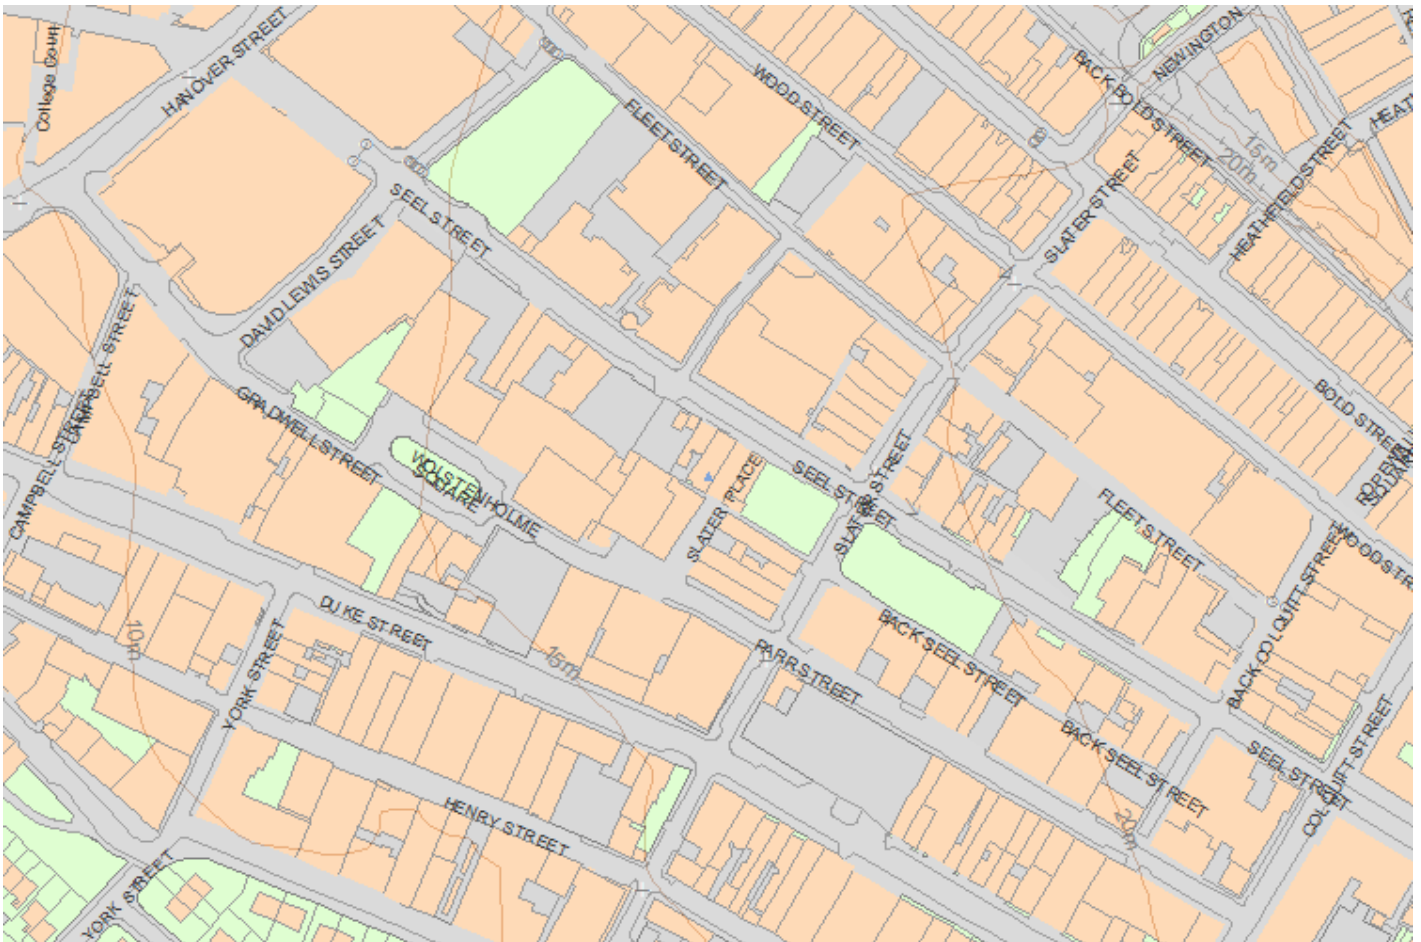 HANOVER STREET
College Court
WOOD STREET
FLEET STREET
BACK BOLD STREET
NEWINGTON
15m
20m
HEATHFIELD STREET
SLATER STREET
SEEL STREET
DAVID LEWIS STREET
CAMPBELL STREET
CAMPBELL STREET
GRADWELL STREET
WOLSTENHOLME
SQUARE
SLATER PLACE
SEEL STREET
SLATER STREET
BOLD STREET
FLEET STREET
WOOD STR
BACK COLQUITT STREET
DUKE STREET
10m
15m
YORK STREET
PARR STREET
BACK SEEL STREET
BACK SEEL STREET
SEEL STREET
COLQUITT STREET
20m
HENRY STREET
YORK STREET